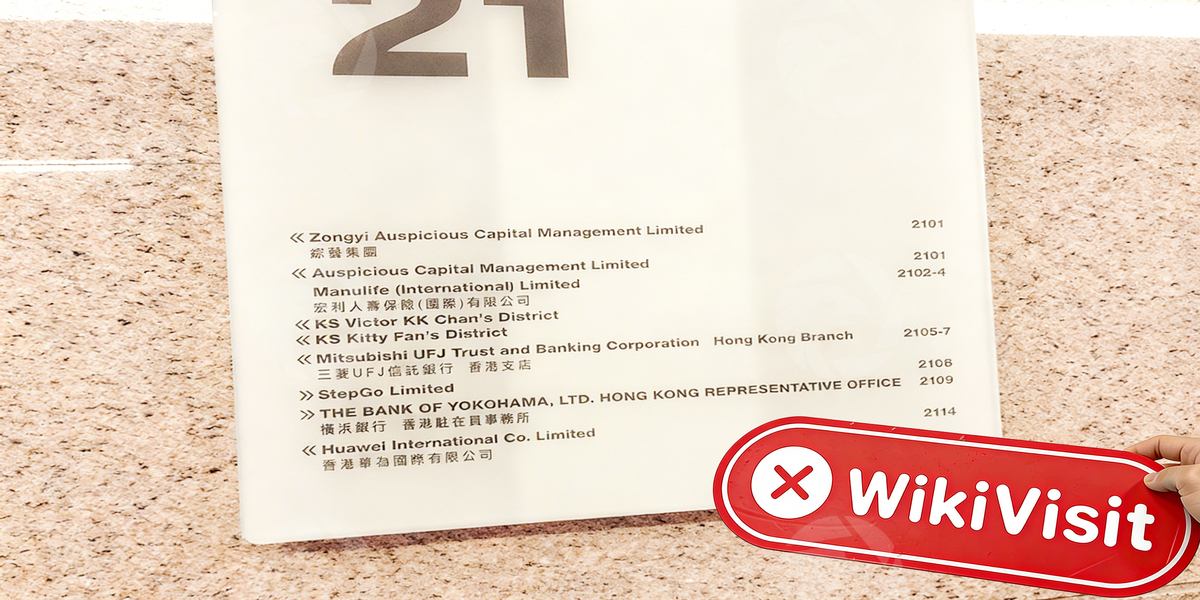 21
« Zongyi Auspicious Capital Management Limited 2101
綜藝集團
« Auspicious Capital Management Limited 2101
Manulife (International) Limited 2102-4
宏利人壽保險(國際)有限公司
« KS Victor KK Chan's District
« KS Kitty Fan's District
« Mitsubishi UFJ Trust and Banking Corporation Hong Kong Branch 2105-7
三菱UFJ信託銀行 香港支店
» StepGo Limited 2108
» THE BANK OF YOKOHAMA, LTD. HONG KONG REPRESENTATIVE OFFICE 2109
橫浜銀行 香港駐在員事務所
« Huawei International Co. Limited 2114
香港華為國際有限公司
WikiVisit